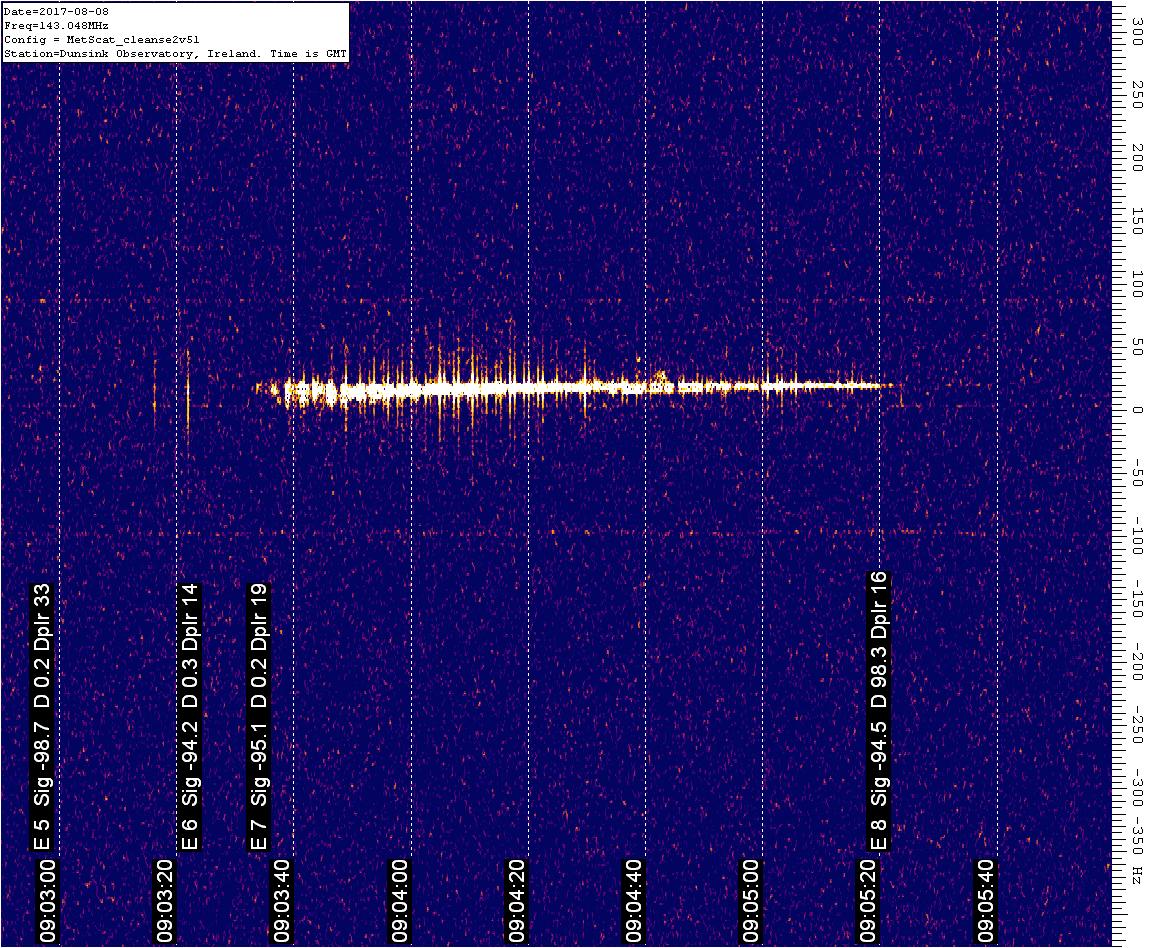 Date=2017-08-08
Freq=143.048MHz
Config = MetScat_cleanse2v51
Station=Dunsink Observatory, Ireland. Time is GMT
300
250
200
150
100
50
0
-50
-100
-150
-200
-250
-300
-350
Hz
E 5 Sig -98.7 D 0.2 Dplr 33
E 6 Sig -94.2 D 0.3 Dplr 14
E 7 Sig -95.1 D 0.2 Dplr 19
E 8 Sig -94.5 D 98.3 Dplr 16
09:03:00
09:03:20
09:03:40
09:04:00
09:04:20
09:04:40
09:05:00
09:05:20
09:05:40